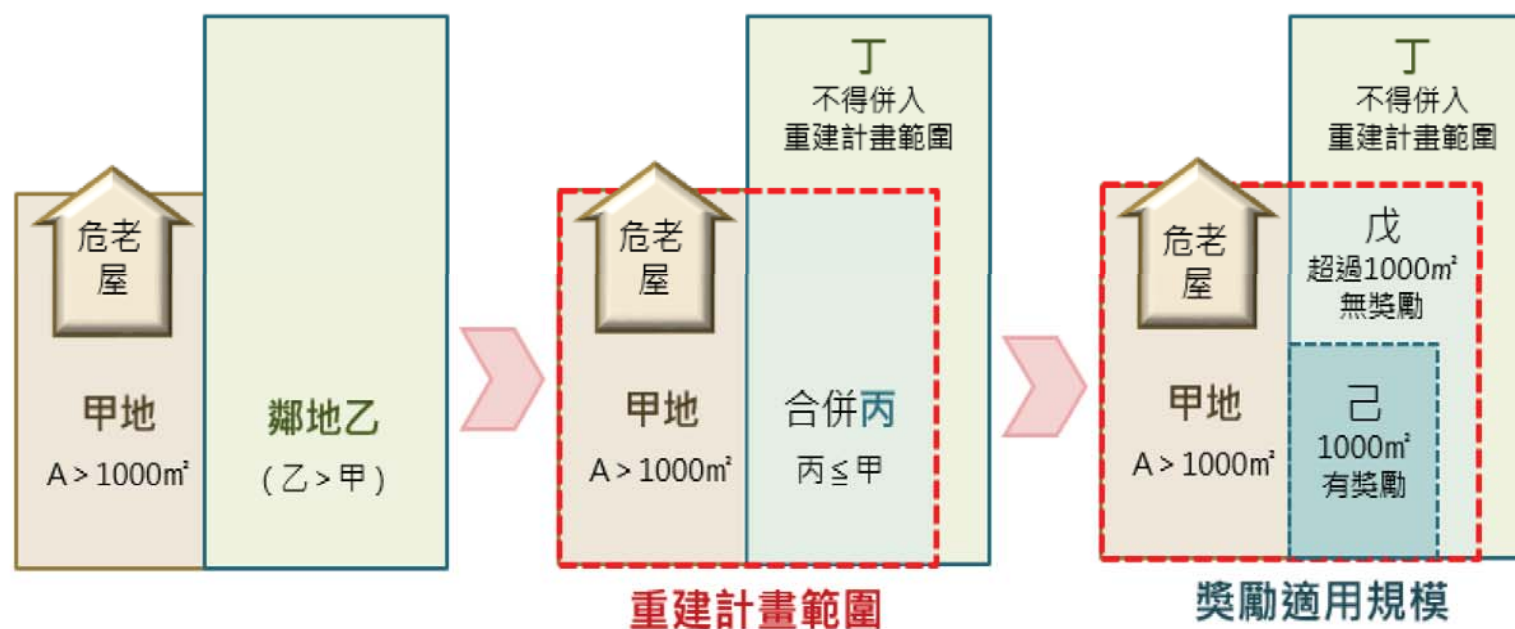 危老
屋
甲地
A > 1000㎡
鄰地乙
( 乙 > 甲 )
丁
不得併入
重建計畫範圍
危老
屋
甲地
A > 1000㎡
合併丙
丙 ≦ 甲
重建計畫範圍
丁
不得併入
重建計畫範圍
危老
屋
甲地
A > 1000㎡
戊
超過1000㎡
無獎勵
己
1000㎡
有獎勵
獎勵適用規模